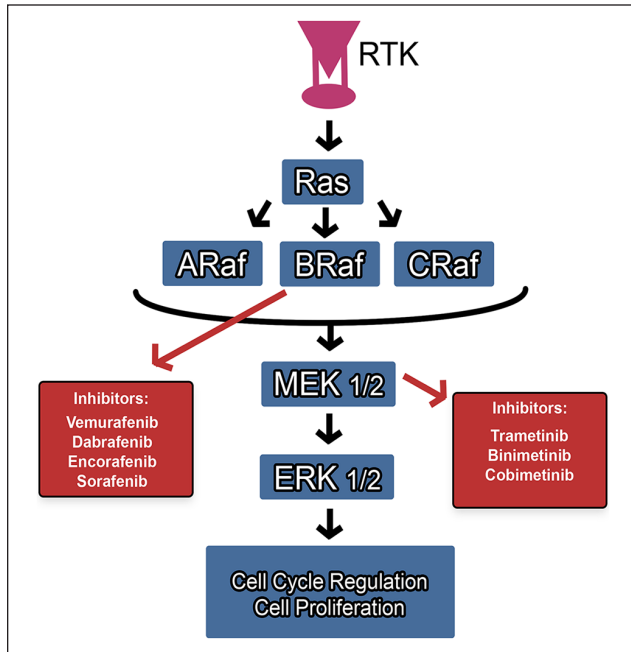 RTK
Ras
ARaf
BRaf
CRaf
MEK 1/2
Inhibitors:
Vemurafenib
Dabrafenib
Encorafenib
Sorafenib
Inhibitors:
Trametinib
Binimetinib
Cobimetinib
ERK 1/2
Cell Cycle Regulation
Cell Proliferation